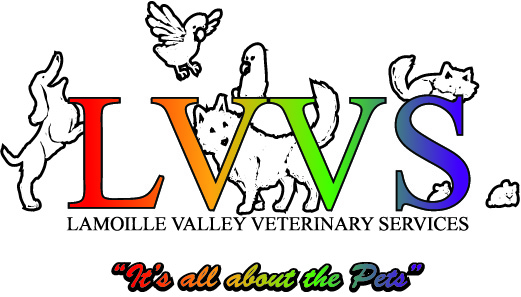 LVVS
LAMOILLE VALLEY VETERINARY SERVICES
"It's all about the Pets"